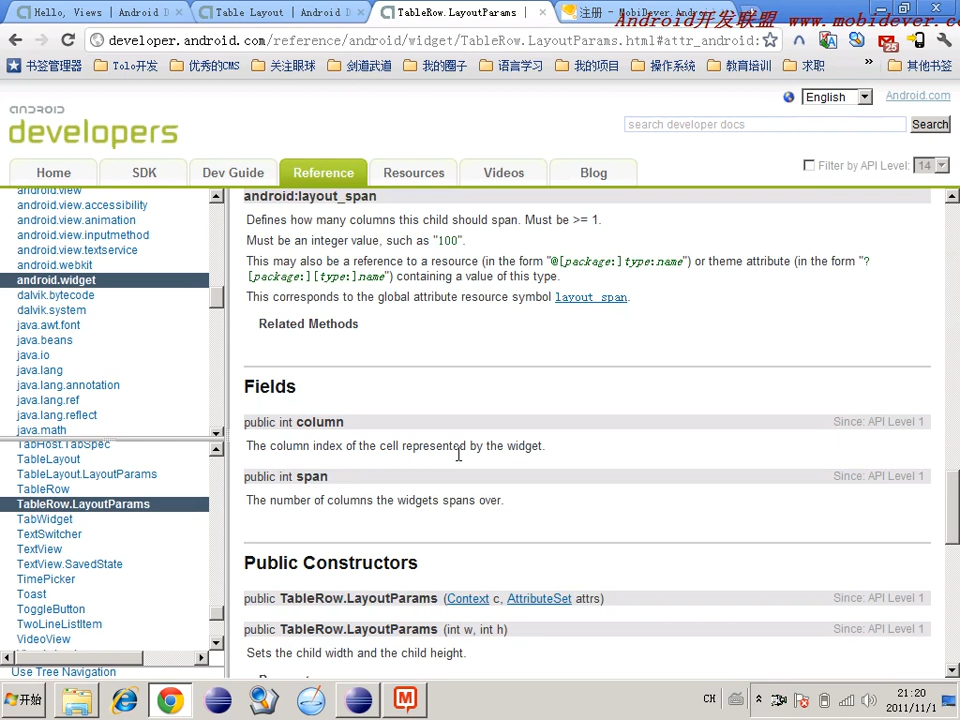 Hello, Views | Android D
Table Layout | Android D
TableRow.LayoutParams |
注册 - MobiDever.An
Android开发联盟 www.mobidever.com
developer.android.com/reference/android/widget/TableRow.LayoutParams.html#attr_android:
25
书签管理器
Tolo开发
优秀的CMS
关注眼球
剑道武道
我的圈子
语言学习
我的项目
操作系统
教育培训
求职
»
其他书签
android
developers
English
Android.com
search developer docs
Search
Home
SDK
Dev Guide
Reference
Resources
Videos
Blog
Filter by API Level:
14
android.view
android.view.accessibility
android.view.animation
android.view.inputmethod
android.view.textservice
android.webkit
android.widget
dalvik.bytecode
dalvik.system
java.awt.font
java.beans
java.io
java.lang
java.lang.annotation
java.lang.ref
java.lang.reflect
java.math
TabHost.TabSpec
TableLayout
TableLayout.LayoutParams
TableRow
TableRow.LayoutParams
TabWidget
TextSwitcher
TextView
TextView.SavedState
TimePicker
Toast
ToggleButton
TwoLineListItem
VideoView
Use Tree Navigation
android:layout_span
Defines how many columns this child should span. Must be >= 1.
Must be an integer value, such as "100".
This may also be a reference to a resource (in the form "@[package:]type:name") or theme attribute (in the form "?
[package:][type:]name") containing a value of this type.
This corresponds to the global attribute resource symbol layout_span.
Related Methods
Fields
public int column
Since: API Level 1
The column index of the cell represented by the widget.
public int span
Since: API Level 1
The number of columns the widgets spans over.
Public Constructors
public TableRow.LayoutParams (Context c, AttributeSet attrs)
Since: API Level 1
public TableRow.LayoutParams (int w, int h)
Since: API Level 1
Sets the child width and the child height.
开始
CH
21:20
2011/11/1